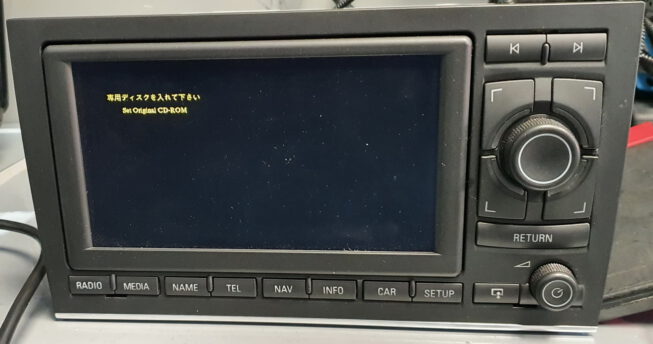 専用ディスクを入れて下さい
Set Original CD-ROM
RETURN
RADIO MEDIA NAME TEL NAV INFO CAR SETUP